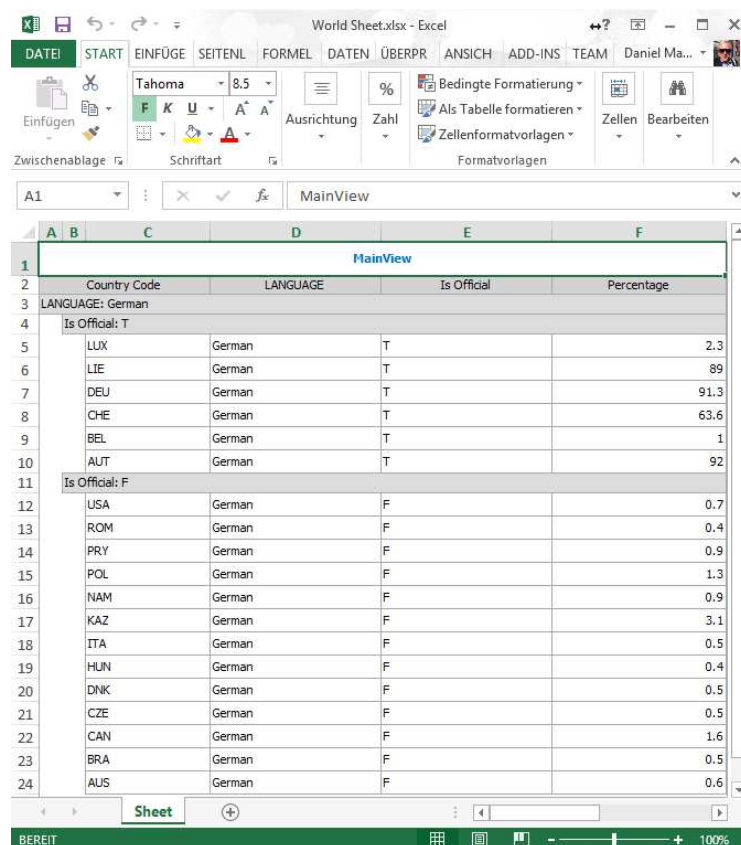 World Sheet.xlsx - Excel
DATEI START EINFÜGE SEITENL FORMEL DATEN ÜBERPR ANSICH ADD-INS TEAM Daniel Ma...
Einfügen
Tahoma 8.5
F K U A A
A
Ausrichtung
%
Zahl
Bedingte Formatierung
Als Tabelle formatieren
Zellenformatvorlagen
Zellen
Bearbeiten
Zwischenablage Schriftart Formatvorlagen
A1 fx MainView
A B C D E F
1 MainView
2 Country Code LANGUAGE Is Official Percentage
3 LANGUAGE: German
4 Is Official: T
5 LUX German T 2.3
6 LIE German T 89
7 DEU German T 91.3
8 CHE German T 63.6
9 BEL German T 1
10 AUT German T 92
11 Is Official: F
12 USA German F 0.7
13 ROM German F 0.4
14 PRY German F 0.9
15 POL German F 1.3
16 NAM German F 0.9
17 KAZ German F 3.1
18 ITA German F 0.5
19 HUN German F 0.4
20 DNK German F 0.5
21 CZE German F 0.5
22 CAN German F 1.6
23 BRA German F 0.5
24 AUS German F 0.6
Sheet
BEREIT 100%